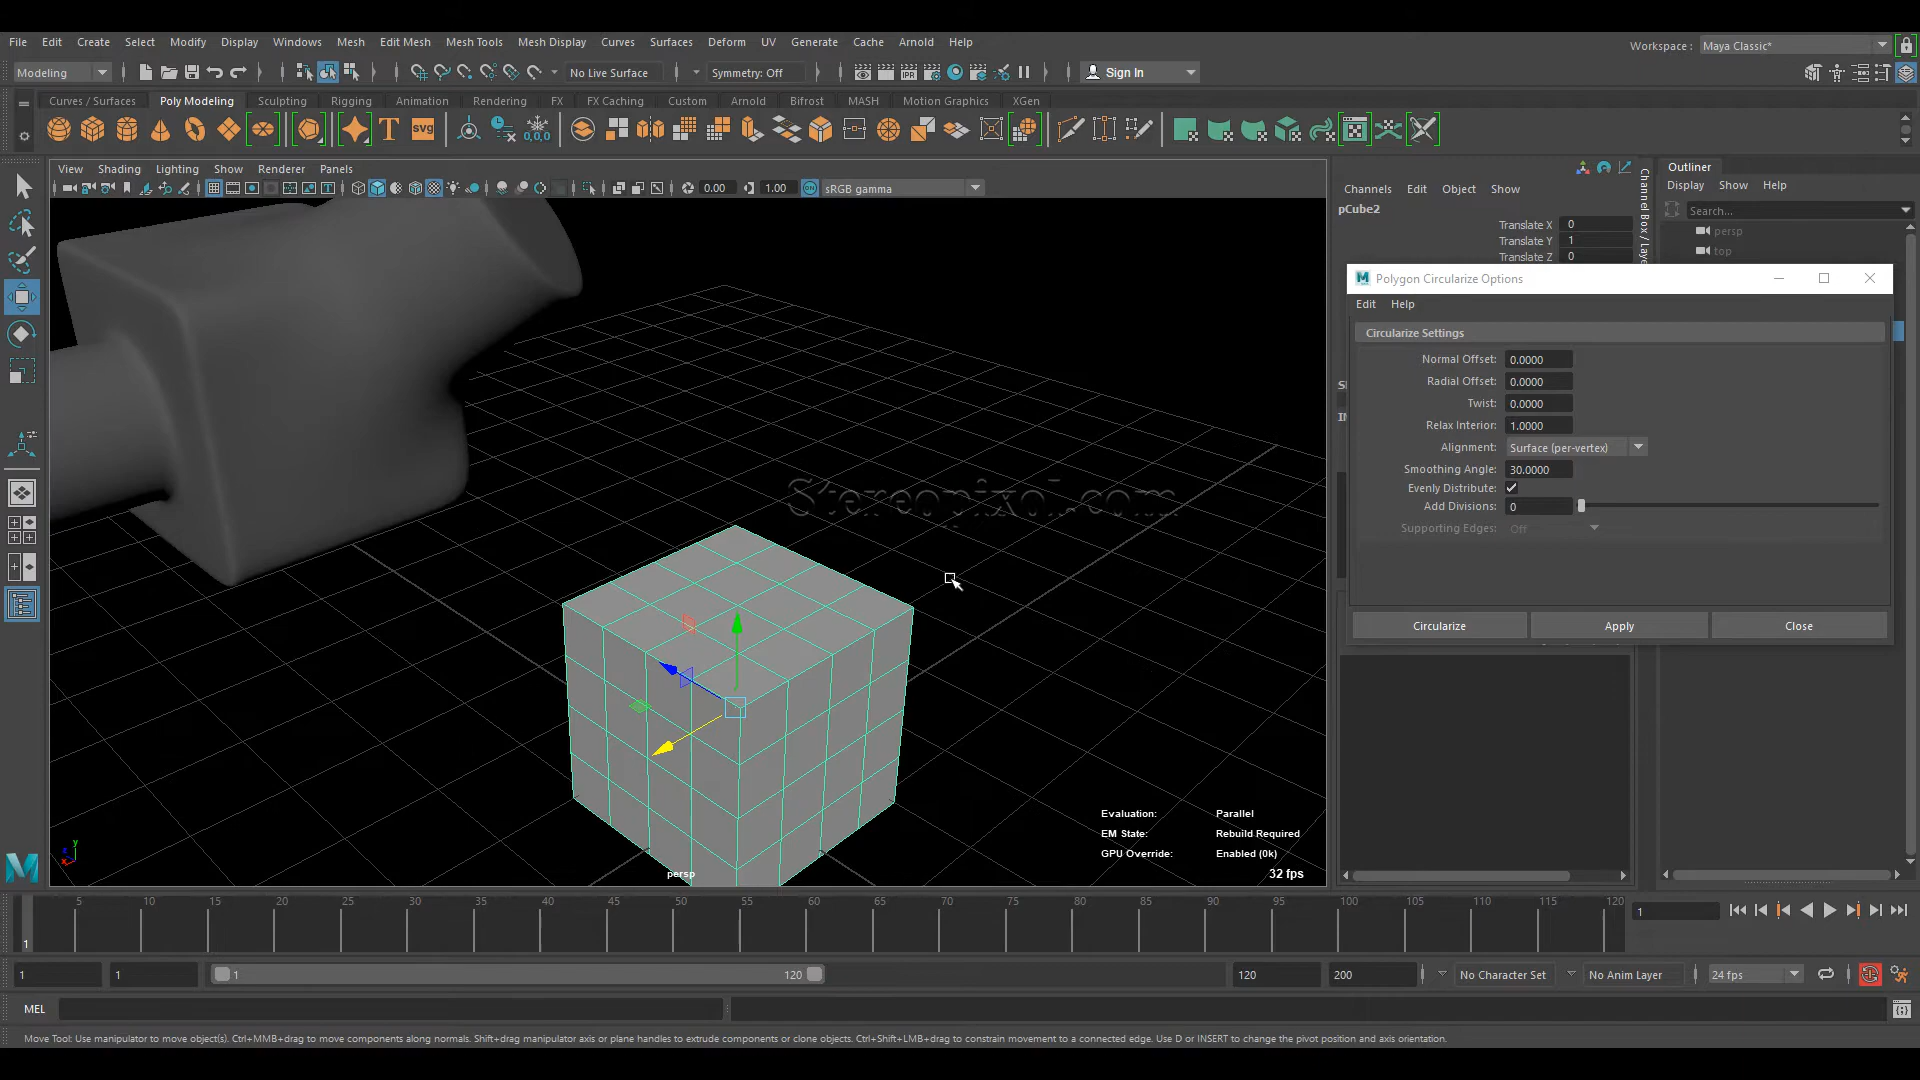 File Edit Create Select Modify Display Windows Mesh Edit Mesh Mesh Tools Mesh Display Curves Surfaces Deform UV Generate Cache Arnold Help
Workspace : Maya Classic*
Modeling No Live Surface Symmetry: Off Sign In
Curves / Surfaces Poly Modeling Sculpting Rigging Animation Rendering FX FX Caching Custom Arnold Bifrost MASH Motion Graphics XGen
View Shading Lighting Show Renderer Panels
0.00 1.00 sRGB gamma
Channels Edit Object Show
pCube2
Translate X 0
Translate Y 1
Translate Z 0
Channel Box / Laye
Outliner
Display Show Help
Search...
persp
top
Polygon Circularize Options
Edit Help
Circularize Settings
Normal Offset: 0.0000
Radial Offset: 0.0000
Twist: 0.0000
Relax Interior: 1.0000
Alignment: Surface (per-vertex)
Smoothing Angle: 30.0000
Evenly Distribute:
Add Divisions: 0
Supporting Edges: Off
Circularize Apply Close
Stereopixol.com
Evaluation: Parallel
EM State: Rebuild Required
GPU Override: Enabled (0k)
persp
32 fps
5 10 15 20 25 30 35 40 45 50 55 60 65 70 75 80 85 90 95 100 105 110 115 120
1
1
1 1 1 120 120 200 No Character Set No Anim Layer 24 fps
MEL
Move Tool: Use manipulator to move object(s). Ctrl+MMB+drag to move components along normals. Shift+drag manipulator axis or plane handles to extrude components or clone objects. Ctrl+Shift+LMB+drag to constrain movement to a connected edge. Use D or INSERT to change the pivot position and axis orientation.